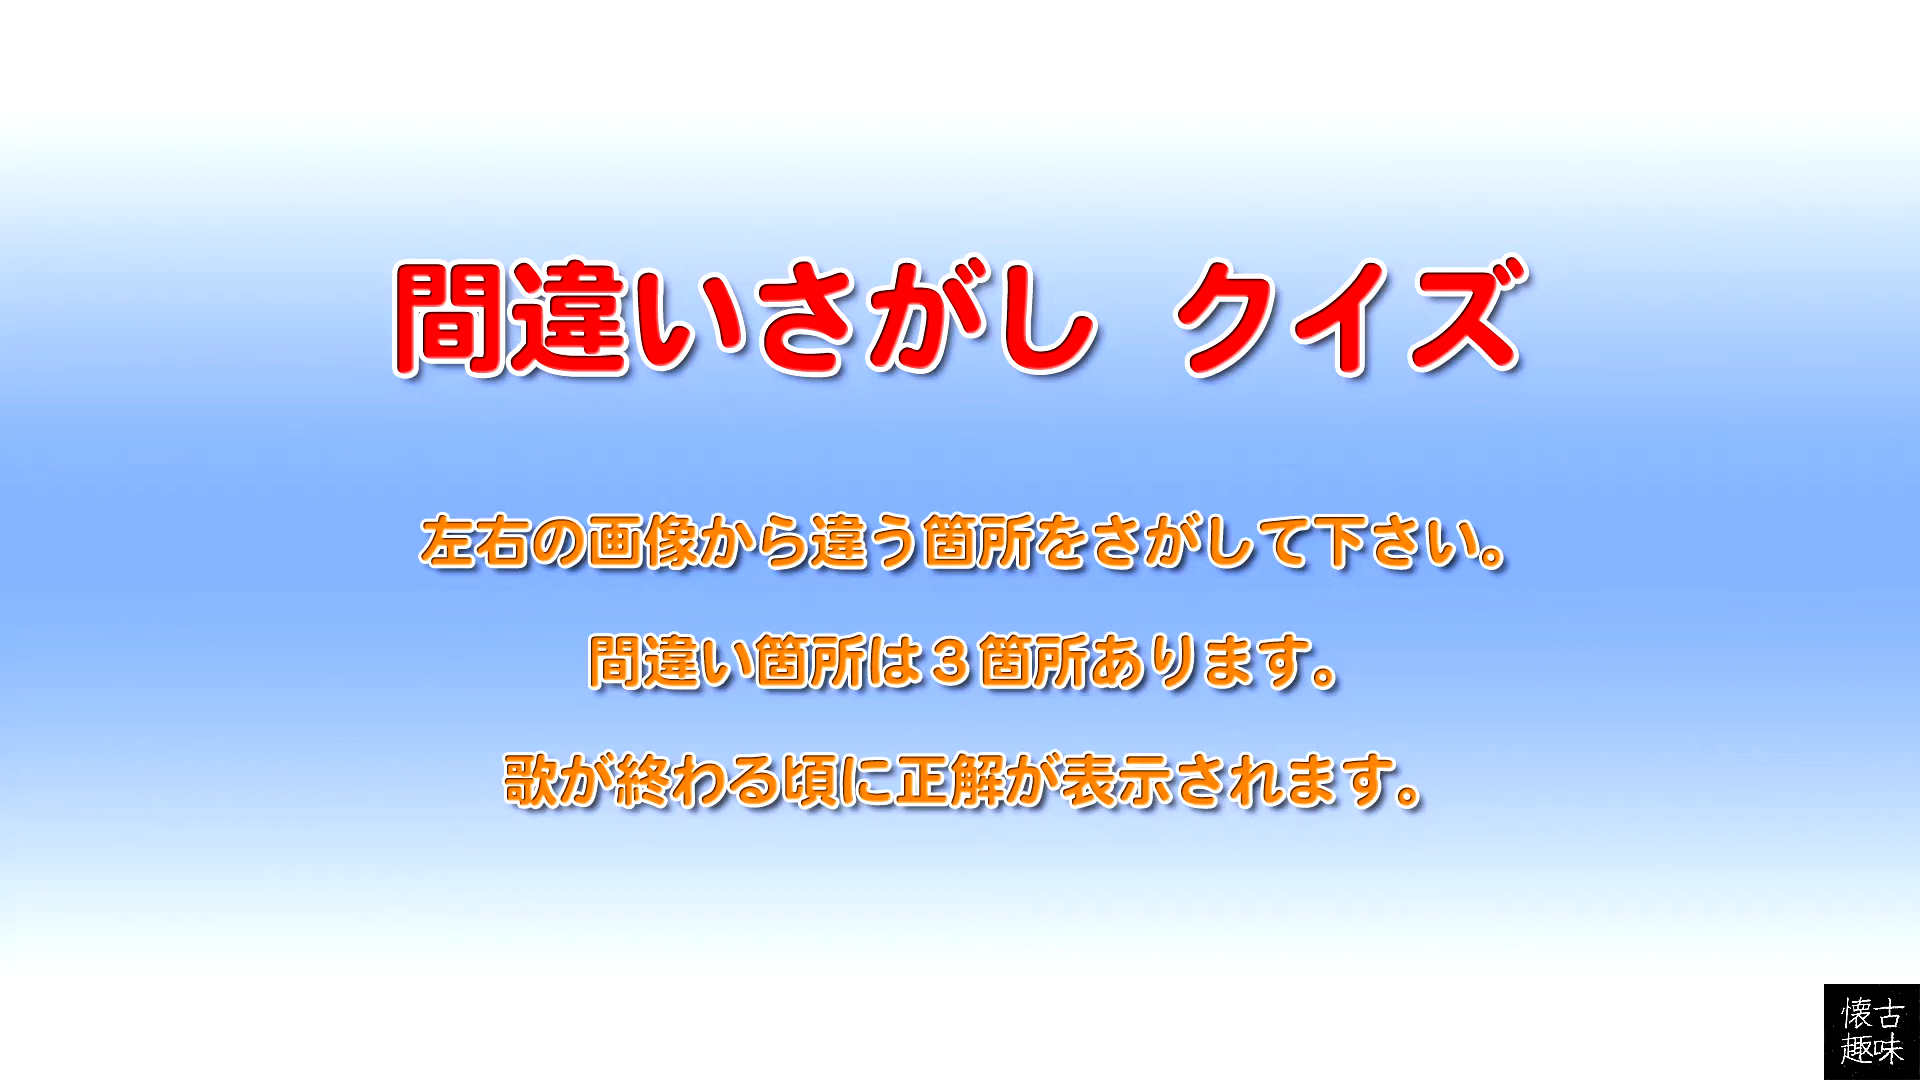 間違いさがし クイズ
左右の画像から違う箇所をさがして下さい。
間違い箇所は３箇所あります。
歌が終わる頃に正解が表示されます。
懐古
趣味